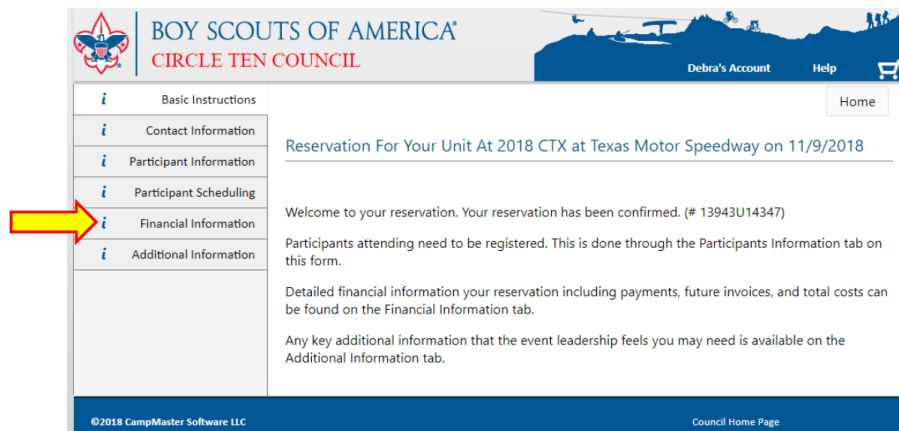 BOY SCOUTS OF AMERICA®
CIRCLE TEN COUNCIL
Debra's Account Help
i Basic Instructions
i Contact Information
i Participant Information
i Participant Scheduling
i Financial Information
i Additional Information
Home
Reservation For Your Unit At 2018 CTX at Texas Motor Speedway on 11/9/2018
Welcome to your reservation. Your reservation has been confirmed. (# 13943U14347)
Participants attending need to be registered. This is done through the Participants Information tab on
this form.
Detailed financial information your reservation including payments, future invoices, and total costs can
be found on the Financial Information tab.
Any key additional information that the event leadership feels you may need is available on the
Additional Information tab.
©2018 CampMaster Software LLC Council Home Page